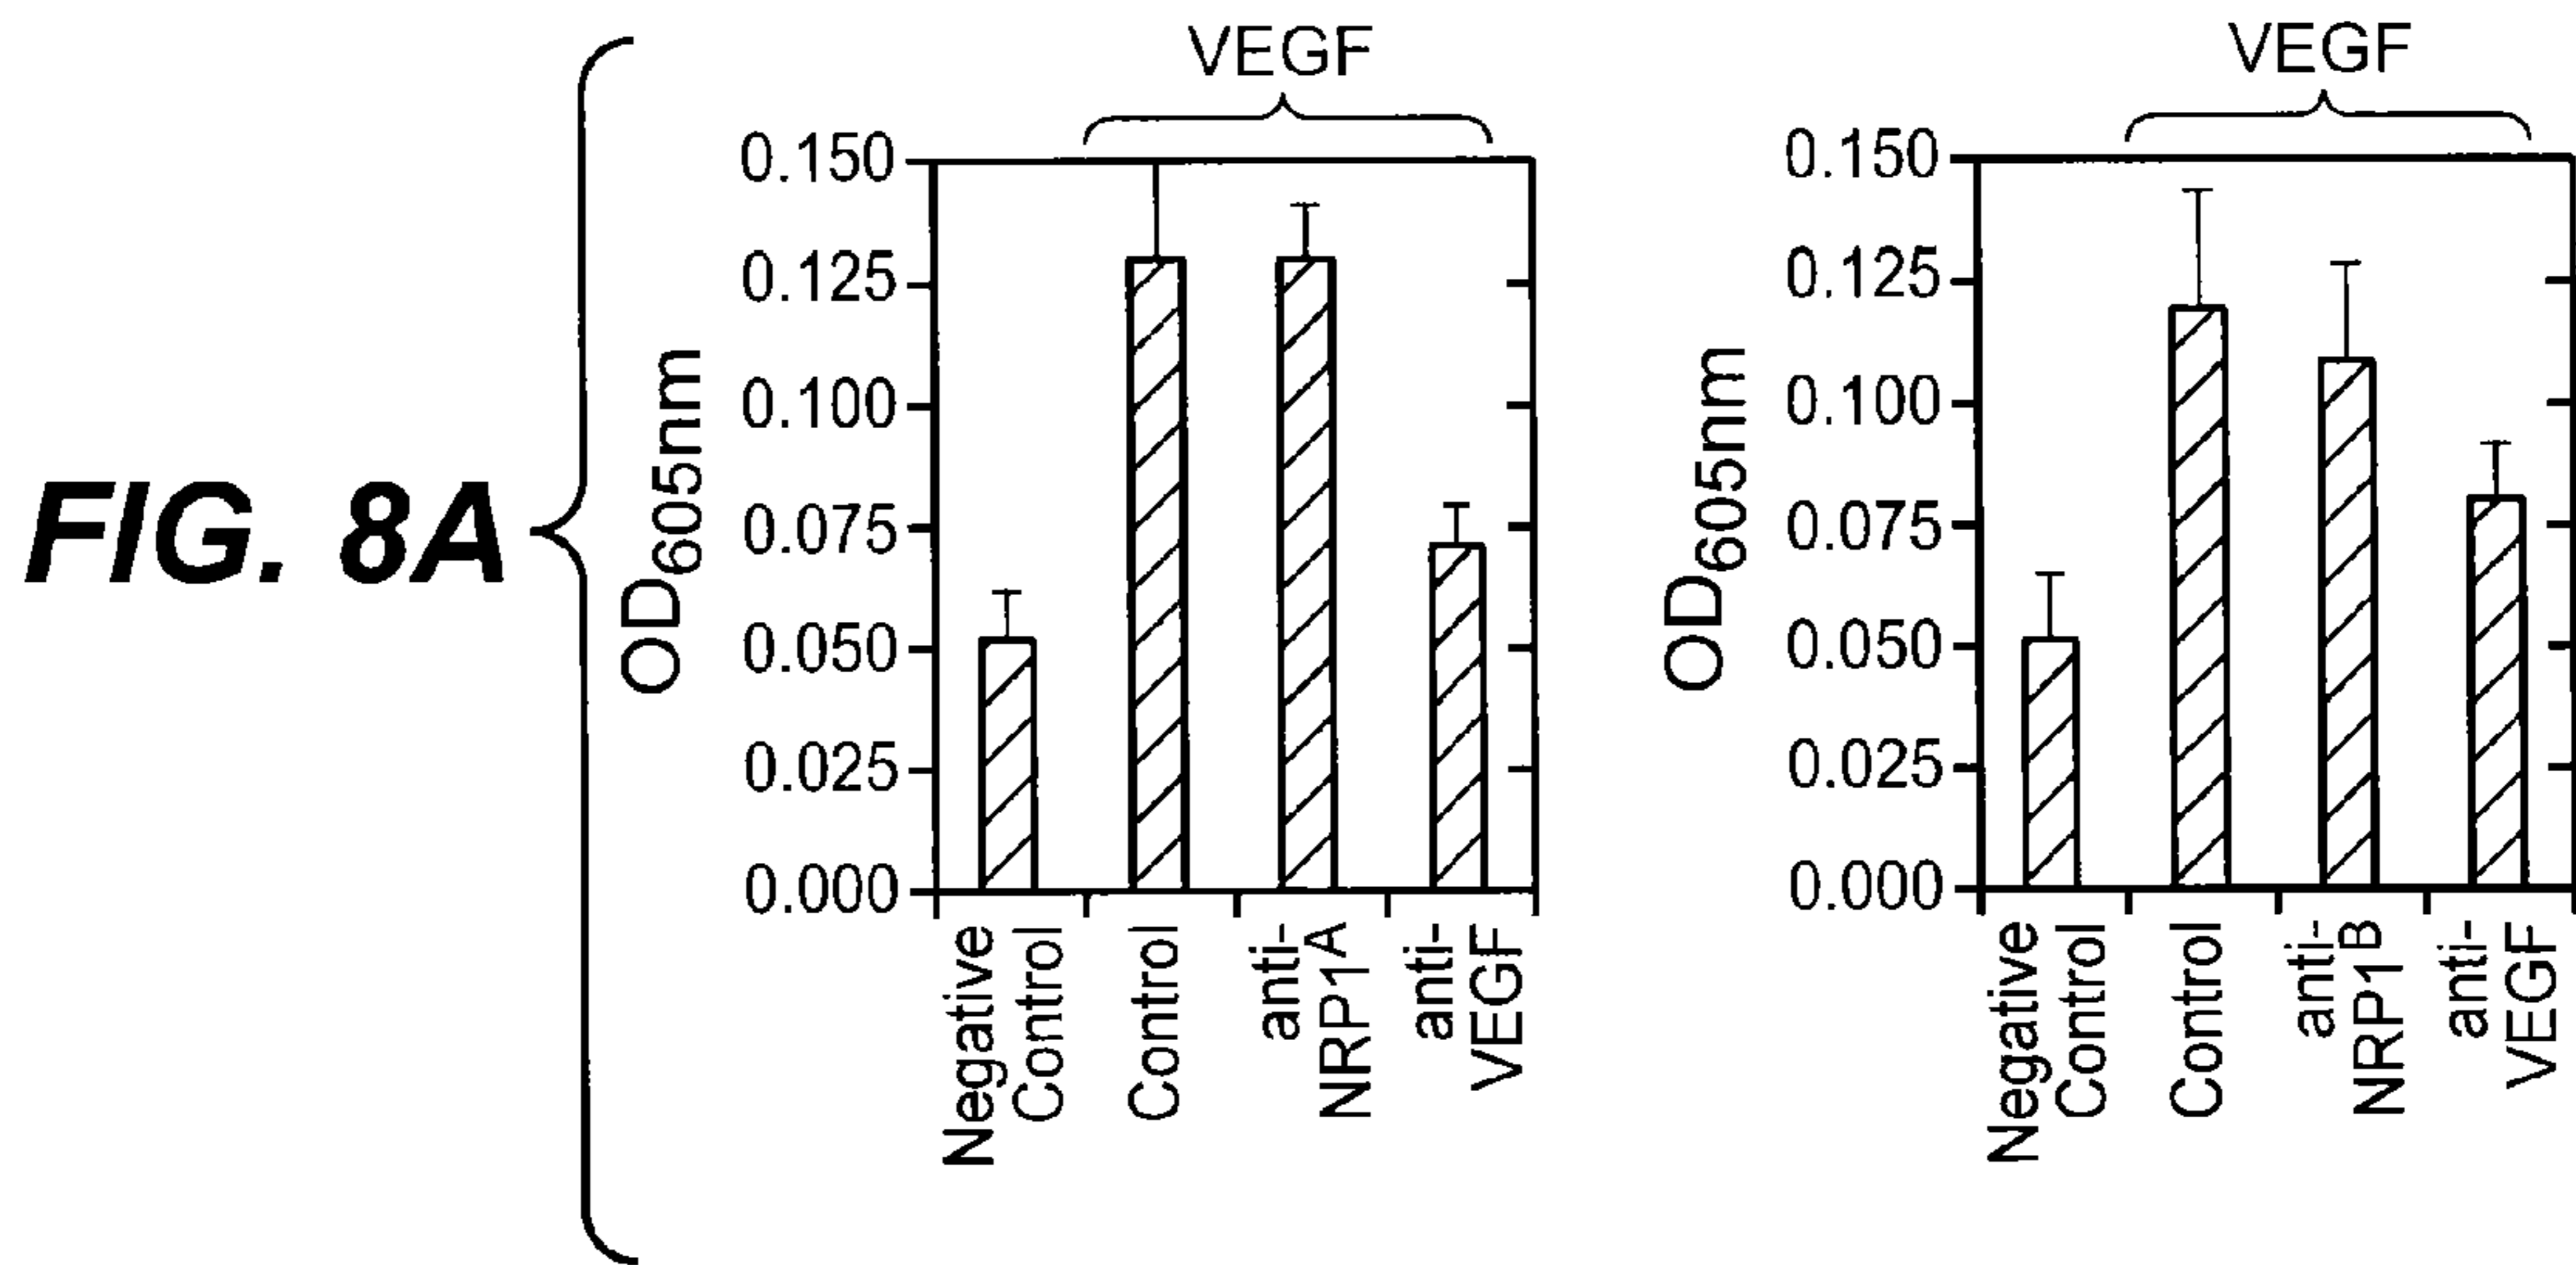 FIG. 8A
VEGF
OD605nm
0.150
0.125
0.100
0.075
0.050
0.025
0.000
Negative
Control
Control
anti-
NRP1A
anti-
VEGF
VEGF
OD605nm
0.150
0.125
0.100
0.075
0.050
0.025
0.000
Negative
Control
Control
anti-
NRP1B
anti-
VEGF